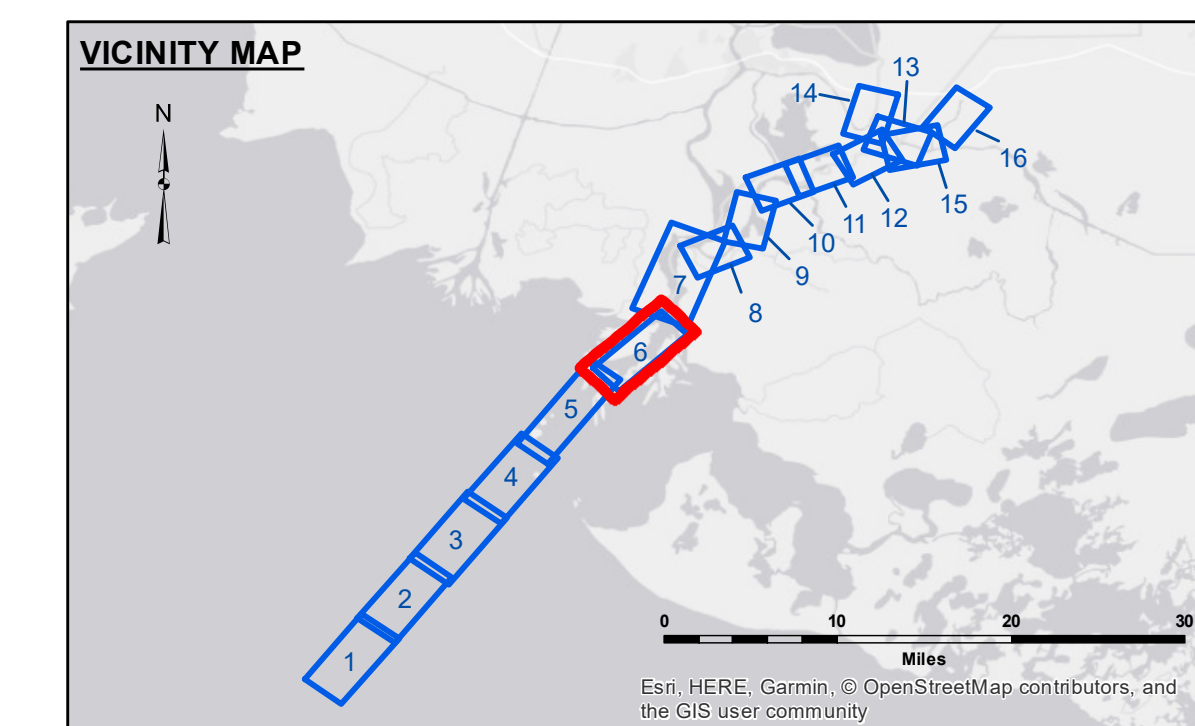 VICINITY MAP
N
13
14
16
15
12
11
10
9
8
7
6
5
4
3
2
1
0 10 20 30
Miles
Esri, HERE, Garmin, © OpenStreetMap contributors, and
the GIS user community